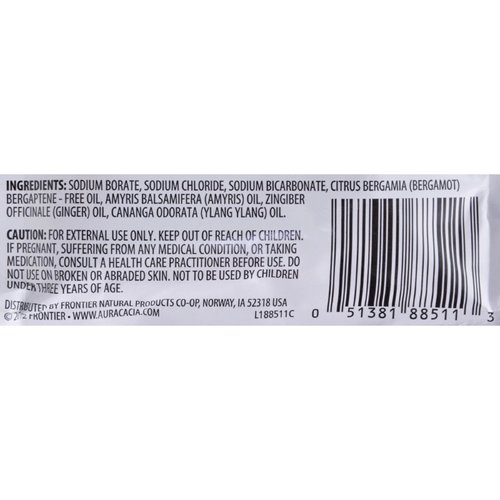 INGREDIENTS: SODIUM BORATE, SODIUM CHLORIDE, SODIUM BICARBONATE, CITRUS BERGAMIA (BERGAMOT)
BERGAPTENE - FREE OIL, AMYRIS BALSAMIFERA (AMYRIS) OIL, ZINGIBER
OFFICINALE (GINGER) OIL, CANANGA ODORATA (YLANG YLANG) OIL.
CAUTION: FOR EXTERNAL USE ONLY. KEEP OUT OF REACH OF CHILDREN.
IF PREGNANT, SUFFERING FROM ANY MEDICAL CONDITION, OR TAKING
MEDICATION, CONSULT A HEALTH CARE PRACTITIONER BEFORE USE. DO
NOT USE ON BROKEN OR ABRADED SKIN. NOT TO BE USED BY CHILDREN
UNDER THREE YEARS OF AGE.
DISTRIBUTED BY FRONTIER NATURAL PRODUCTS CO-OP, NORWAY, IA 52318 USA
© 2012 FRONTIER • WWW.AURACACIA.COM L188511C
0 51381 88511 3